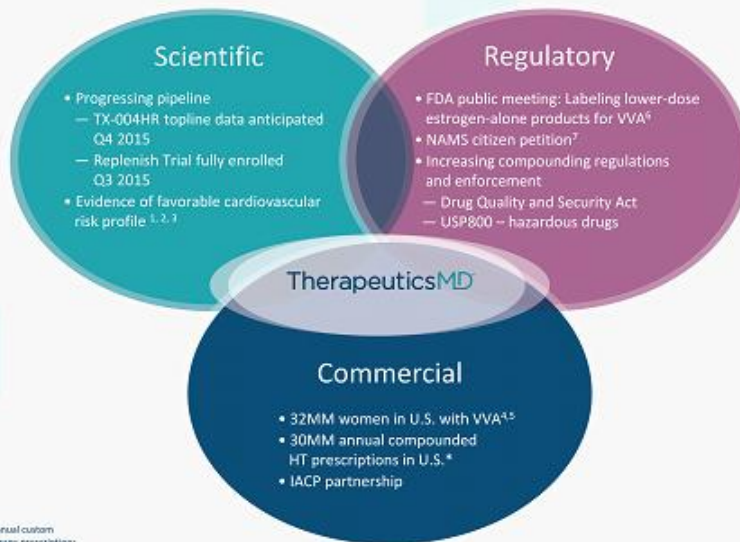 Scientific
• Progressing pipeline
— TX-004HR topline data anticipated
Q4 2015
— Replenish Trial fully enrolled
Q3 2015
• Evidence of favorable cardiovascular
risk profile 1, 2, 3
Regulatory
• FDA public meeting: Labeling lower-dose
estrogen-alone products for VVA6
• NAMS citizen petition7
• Increasing compounding regulations
and enforcement
— Drug Quality and Security Act
— USP800 – hazardous drugs
TherapeuticsMD
Commercial
• 32MM women in U.S. with VVA4,5
• 30MM annual compounded
HT prescriptions in U.S.*
• IACP partnership
custom